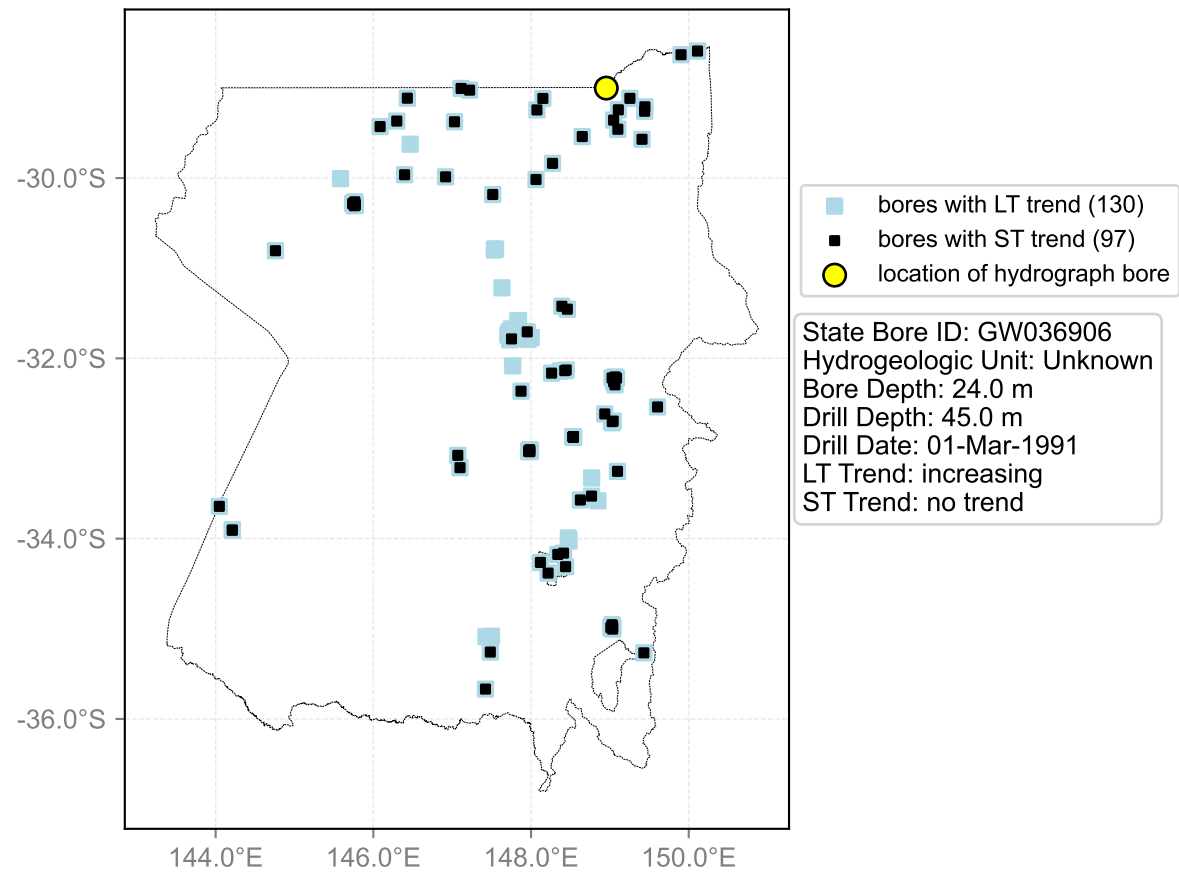 -30.0°S
-32.0°S
-34.0°S
-36.0°S
144.0°E
146.0°E
148.0°E
150.0°E
bores with LT trend (130)
bores with ST trend (97)
location of hydrograph bore
State Bore ID: GW036906
Hydrogeologic Unit: Unknown
Bore Depth: 24.0 m
Drill Depth: 45.0 m
Drill Date: 01-Mar-1991
LT Trend: increasing
ST Trend: no trend